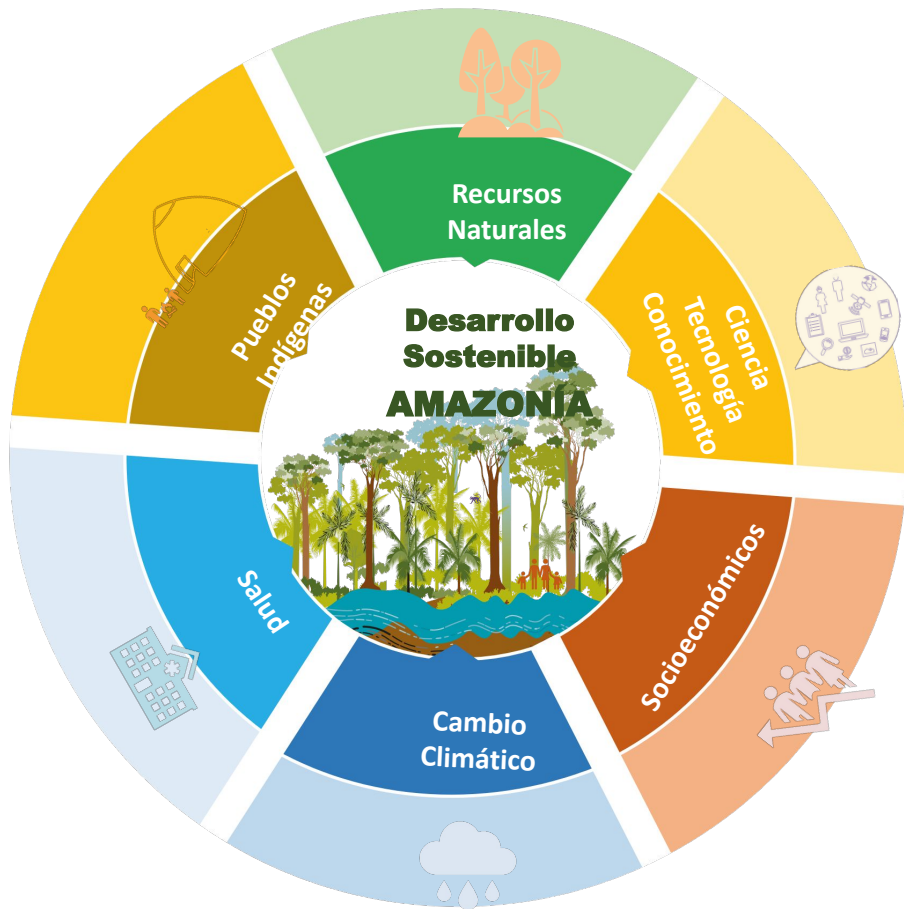 Recursos
Naturales
Ciencia
Tecnología
Conocimiento
Socioeconómicos
Cambio
Climático
Salud
Pueblos
Indígenas
Desarrollo
Sostenible
AMAZONÍA